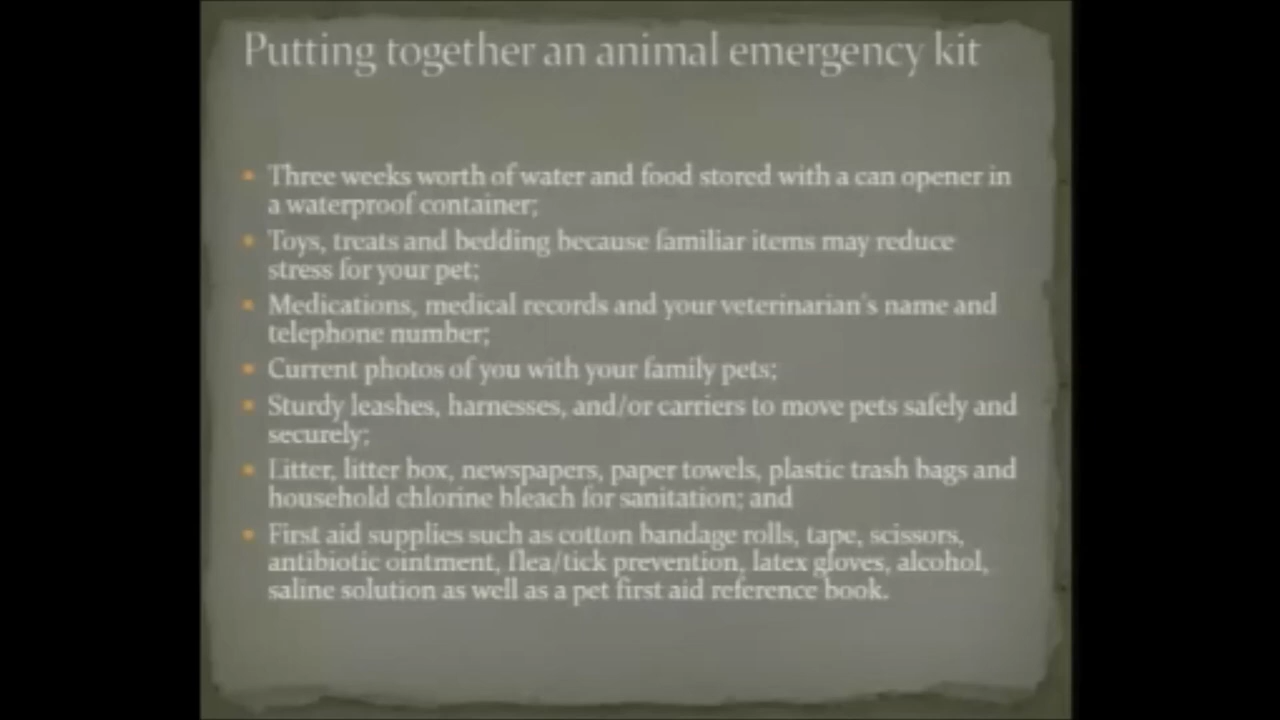 Putting together an animal emergency kit
Three weeks worth of water and food stored with a can opener in
a waterproof container;
Toys, treats and bedding because familiar items may reduce
stress for your pet;
Medications, medical records and your veterinarian's name and
telephone number;
Current photos of you with your family pets;
Sturdy leashes, harnesses, and/or carriers to move pets safely and
securely;
Litter, litter box, newspapers, paper towels, plastic trash bags and
household chlorine bleach for sanitation; and
First aid supplies such as cotton bandage rolls, tape, scissors,
antibiotic ointment, flea/tick prevention, latex gloves, alcohol,
saline solution as well as a pet first aid reference book.